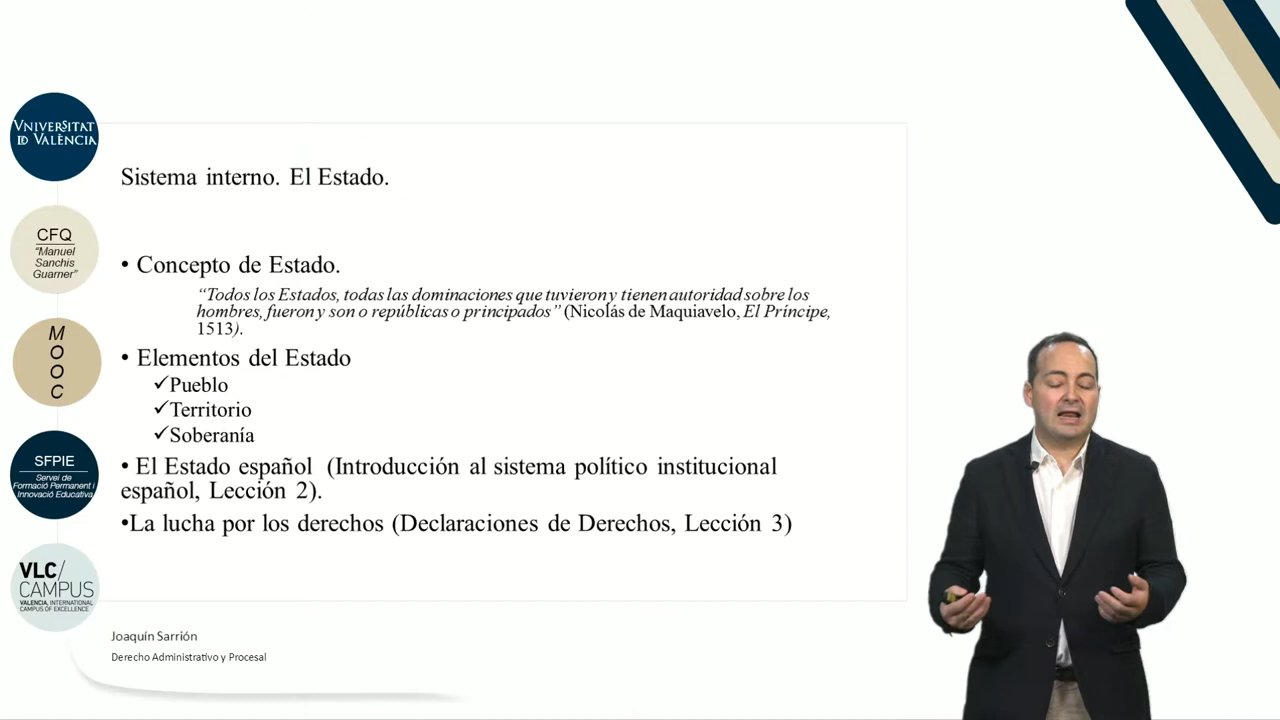 VNIVERSITAT
ID VALÈNCIA
CFQ
"Manuel
Sanchis
Guarner"
M
O
O
C
SFPIE
Servei de
Formació Permanent i
Innovació Educativa
VLC/
CAMPUS
VALENCIA, INTERNATIONAL
CAMPUS OF EXCELLENCE
Sistema interno. El Estado.
• Concepto de Estado.
“Todos los Estados, todas las dominaciones que tuvieron y tienen autoridad sobre los
hombres, fueron y son o repúblicas o principados” (Nicolás de Maquiavelo, El Príncipe,
1513).
• Elementos del Estado
✓Pueblo
✓Territorio
✓Soberanía
• El Estado español (Introducción al sistema político institucional
español, Lección 2).
•La lucha por los derechos (Declaraciones de Derechos, Lección 3)
Joaquín Sarrión
Derecho Administrativo y Procesal